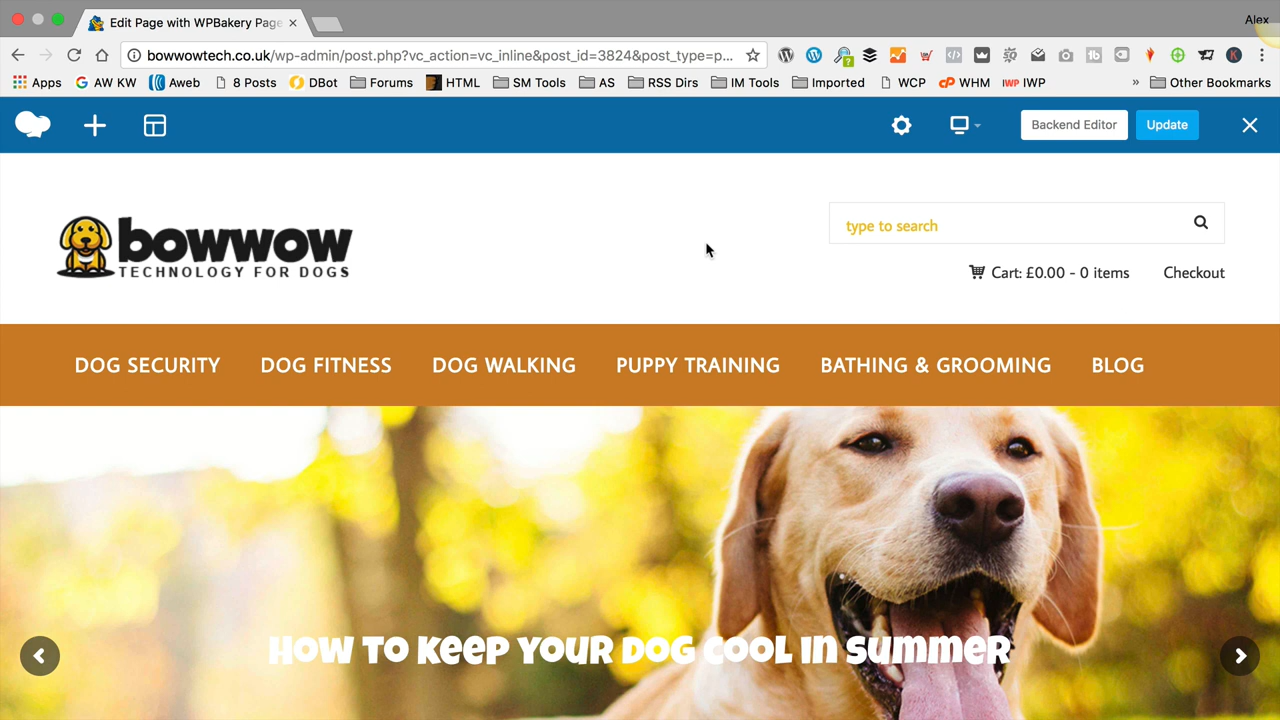 Alex
Edit Page with WPBakery Page
bowwowtech.co.uk/wp-admin/post.php?vc_action=vc_inline&post_id=3824&post_type=p...
Apps AW KW Aweb 8 Posts DBot Forums HTML SM Tools AS RSS Dirs IM Tools Imported WCP WHM IWP IWP » Other Bookmarks
Backend Editor Update
bowwow
TECHNOLOGY FOR DOGS
type to search
Cart: £0.00 - 0 items Checkout
DOG SECURITY DOG FITNESS DOG WALKING PUPPY TRAINING BATHING & GROOMING BLOG
How to keep your dog cool in summer